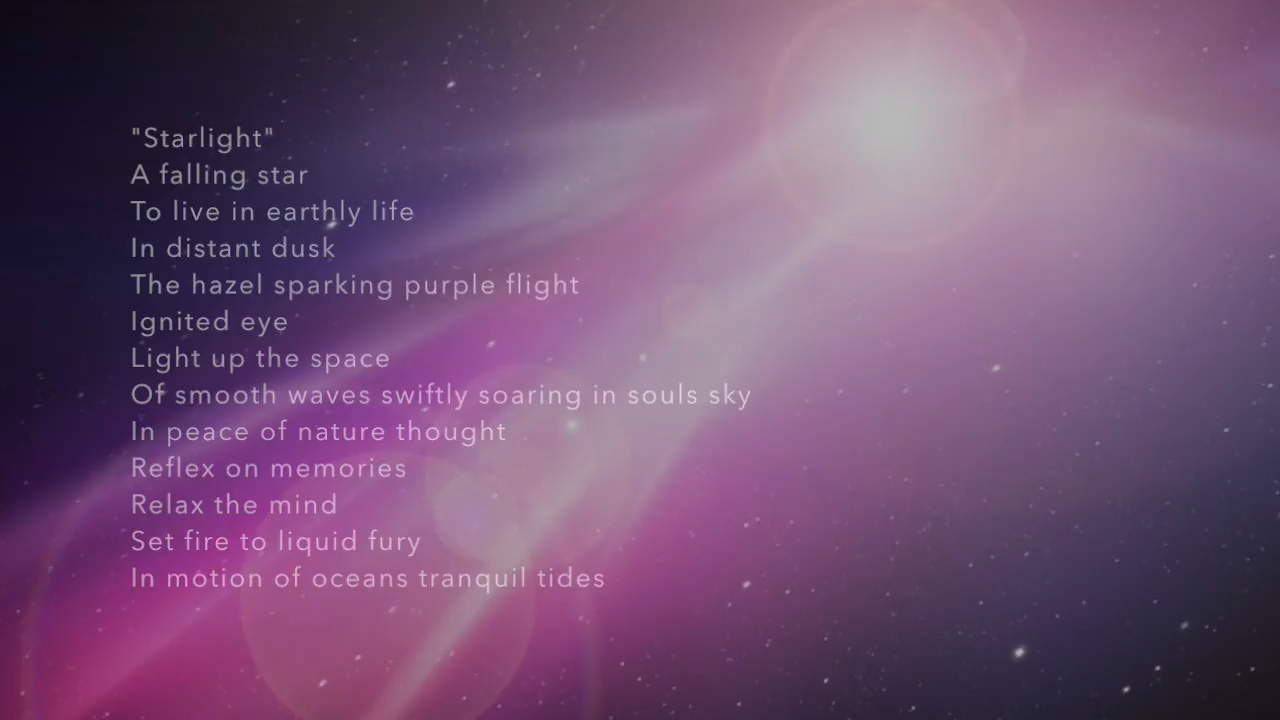 "Starlight"
A falling star
To live in earthly life
In distant dusk
The hazel sparking purple flight
Ignited eye
Light up the space
Of smooth waves swiftly soaring in souls sky
In peace of nature thought
Reflex on memories
Relax the mind
Set fire to liquid fury
In motion of oceans tranquil tides